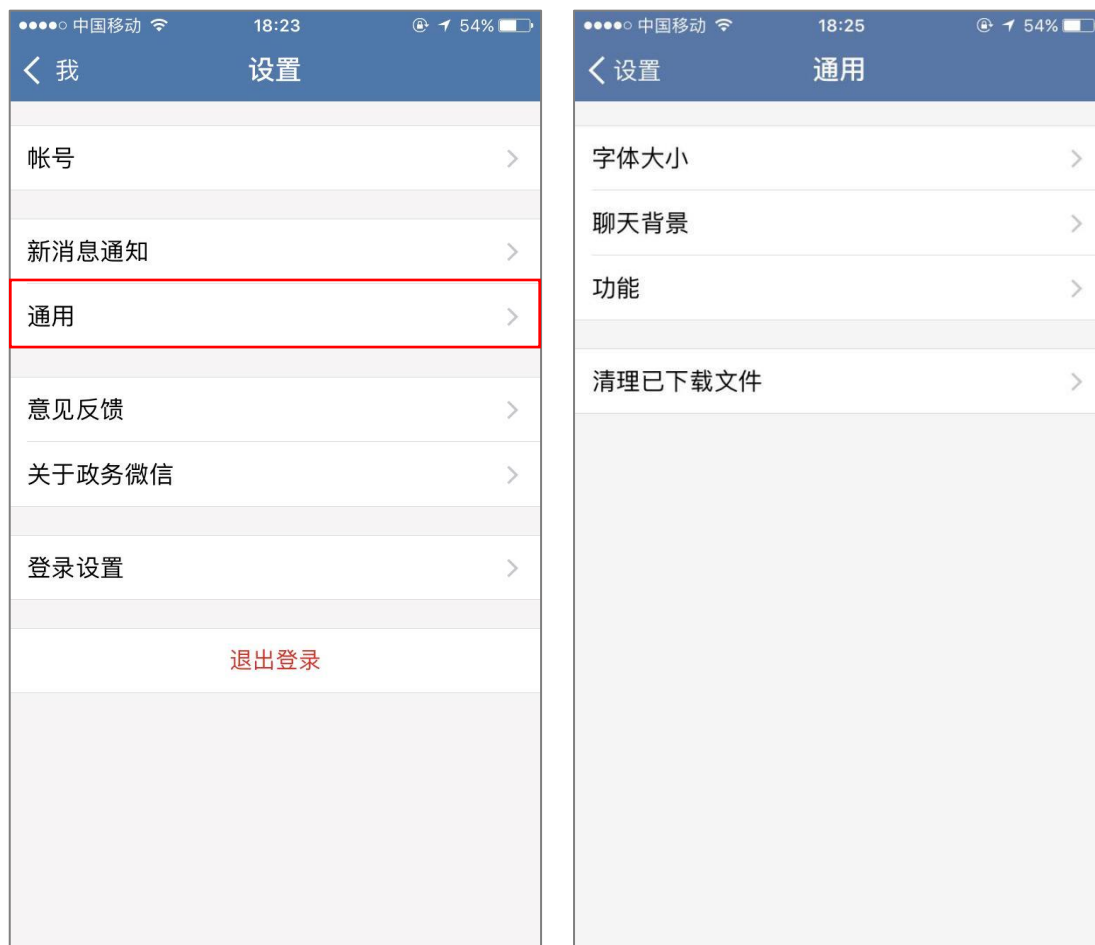 中国移动 18:23 54%
我 设置
帐号
新消息通知
通用
意见反馈
关于政务微信
登录设置
退出登录
中国移动 18:25 54%
设置 通用
字体大小
聊天背景
功能
清理已下载文件